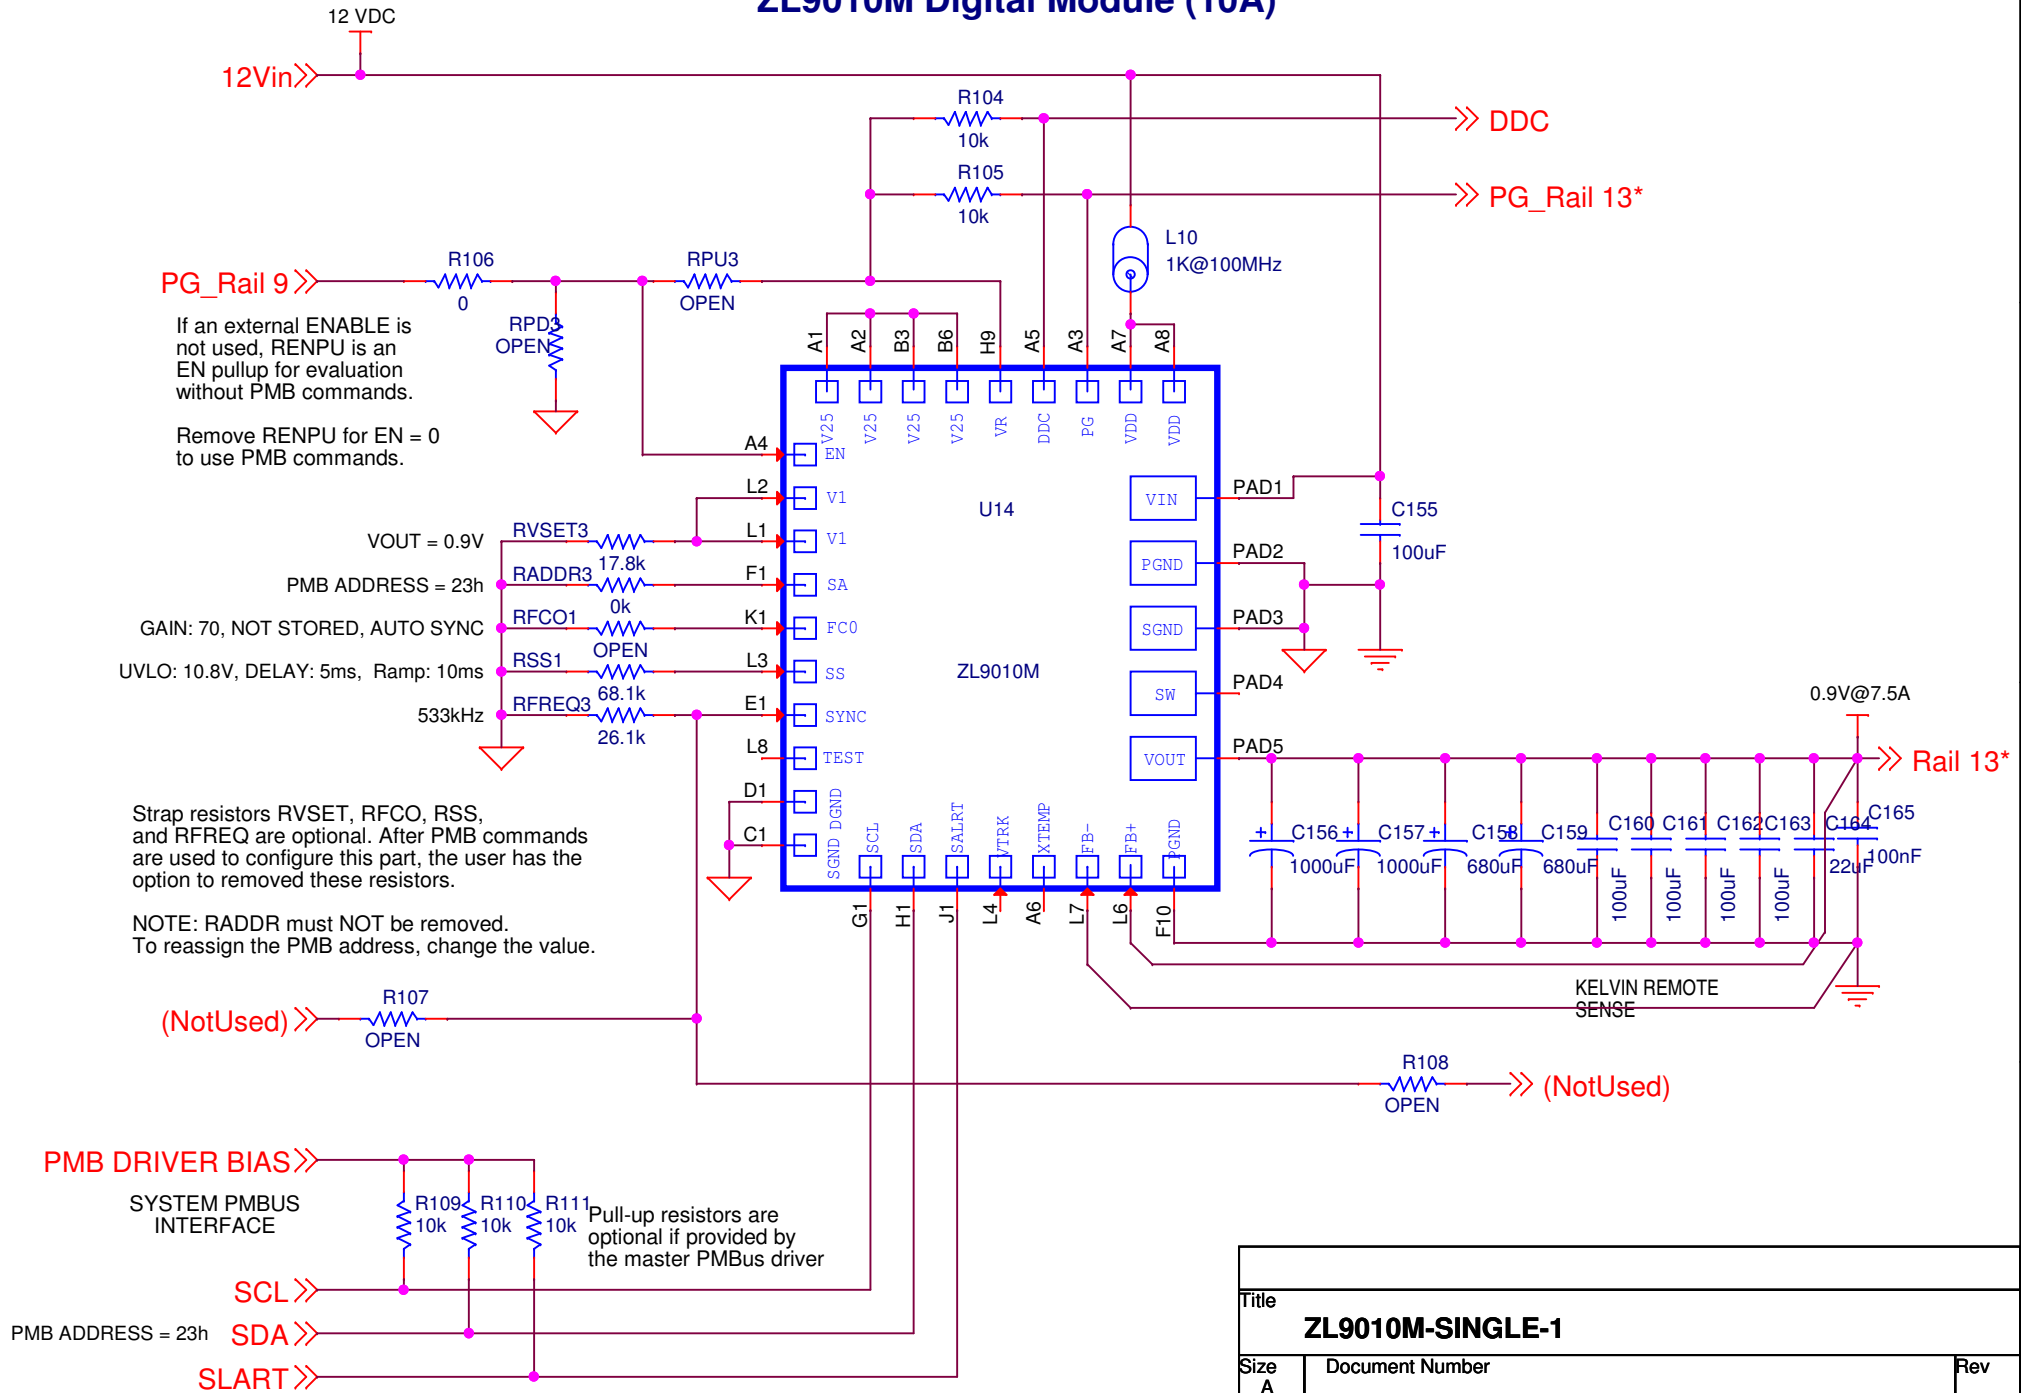 ZL9010M Digital Module (10A)
12 VDC
12Vin
R104
10k
DDC
R105
10k
PG_Rail 13*
L10
1K@100MHz
PG_Rail 9
R106
0
RPU3
OPEN
RPD3
OPEN
If an external ENABLE is
not used, RENPU is an
EN pullup for evaluation
without PMB commands.
Remove RENPU for EN = 0
to use PMB commands.
A1
A2
B3
B6
H9
A5
A3
A7
A8
V25
V25
V25
V25
VR
DDC
PG
VDD
VDD
A4
EN
L2
V1
L1
V1
F1
SA
K1
FC0
L3
SS
E1
SYNC
L8
TEST
D1
DGND
C1
SGND
U14
ZL9010M
VIN
PAD1
PGND
PAD2
SGND
PAD3
SW
PAD4
VOUT
PAD5
C155
100uF
VOUT = 0.9V
RVSET3
17.8k
PMB ADDRESS = 23h
RADDR3
0k
GAIN: 70, NOT STORED, AUTO SYNC
RFCO1
OPEN
UVLO: 10.8V, DELAY: 5ms, Ramp: 10ms
RSS1
68.1k
533kHz
RFREQ3
26.1k
SCL
SDA
SALRT
VTRK
XTEMP
FB-
FB+
PGND
G1
H1
J1
L4
A6
L7
L6
F10
0.9V@7.5A
Rail 13*
+
C156
1000uF
+
C157
1000uF
+
C158
680uF
+
C159
680uF
C160
100uF
C161
100uF
C162
100uF
C163
100uF
C164
22uF
C165
100nF
Strap resistors RVSET, RFCO, RSS,
and RFREQ are optional. After PMB commands
are used to configure this part, the user has the
option to removed these resistors.
NOTE: RADDR must NOT be removed.
To reassign the PMB address, change the value.
KELVIN REMOTE
SENSE
(NotUsed)
R107
OPEN
R108
OPEN
(NotUsed)
PMB DRIVER BIAS
SYSTEM PMBUS
INTERFACE
R109
10k
R110
10k
R111
10k
Pull-up resistors are
optional if provided by
the master PMBus driver
SCL
PMB ADDRESS = 23h
SDA
SLART
Title
ZL9010M-SINGLE-1
Size
A
Document Number
Rev